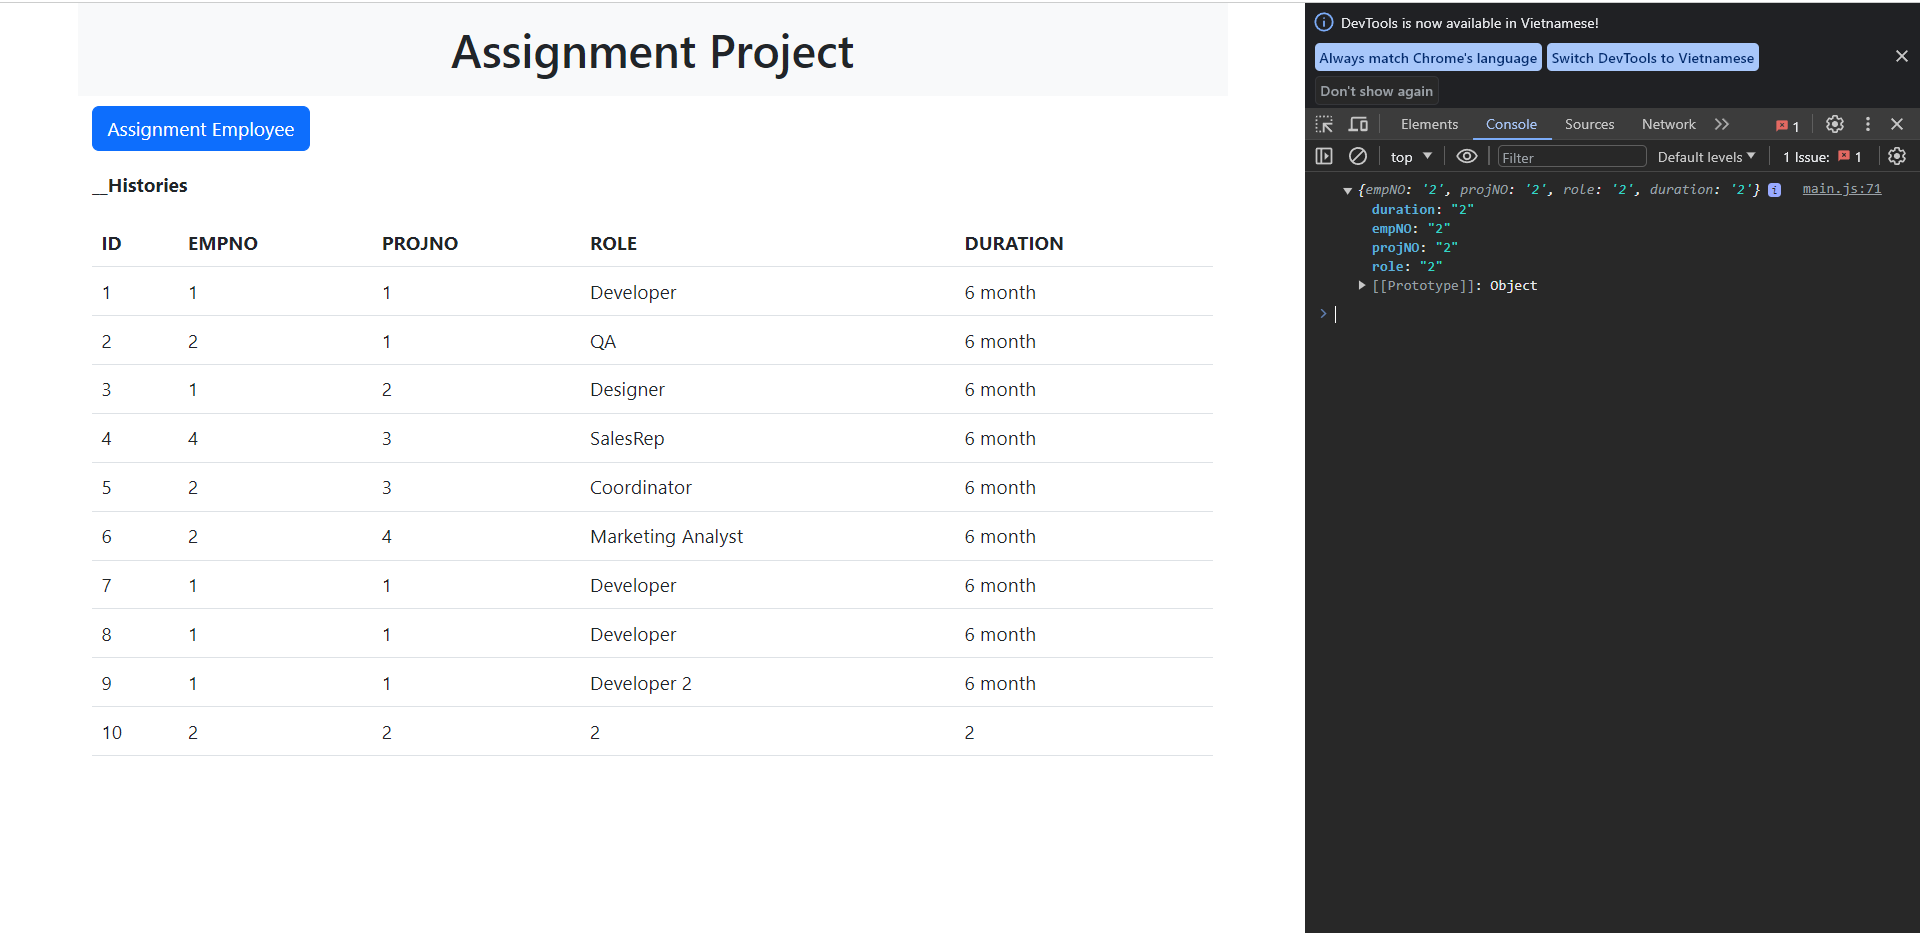 Assignment Project
Assignment Employee
__Histories
ID EMPNO PROJNO ROLE DURATION
1 1 1 Developer 6 month
2 2 1 QA 6 month
3 1 2 Designer 6 month
4 4 3 SalesRep 6 month
5 2 3 Coordinator 6 month
6 2 4 Marketing Analyst 6 month
7 1 1 Developer 6 month
8 1 1 Developer 6 month
9 1 1 Developer 2 6 month
10 2 2 2 2
DevTools is now available in Vietnamese!
Always match Chrome's language Switch DevTools to Vietnamese
Don't show again
Elements Console Sources Network 1
top Filter Default levels 1 Issue: 1
{empNO: '2', projNO: '2', role: '2', duration: '2'} i main.js:71
duration: "2"
empNO: "2"
projNO: "2"
role: "2"
[[Prototype]]: Object